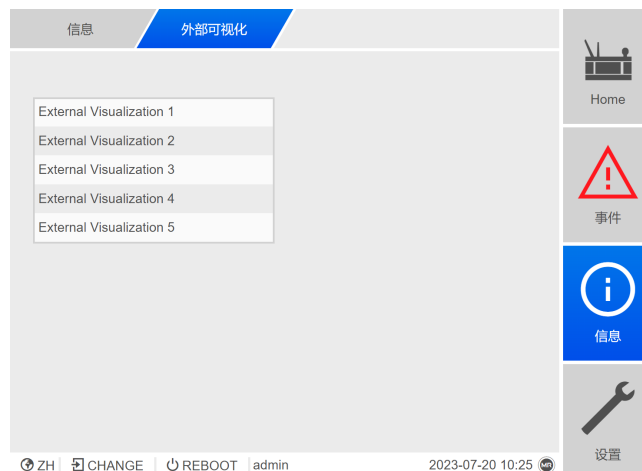 信息 外部可视化
External Visualization 1
External Visualization 2
External Visualization 3
External Visualization 4
External Visualization 5
Home
事件
信息
设置
ZH CHANGE REBOOT admin 2023-07-20 10:25 MR